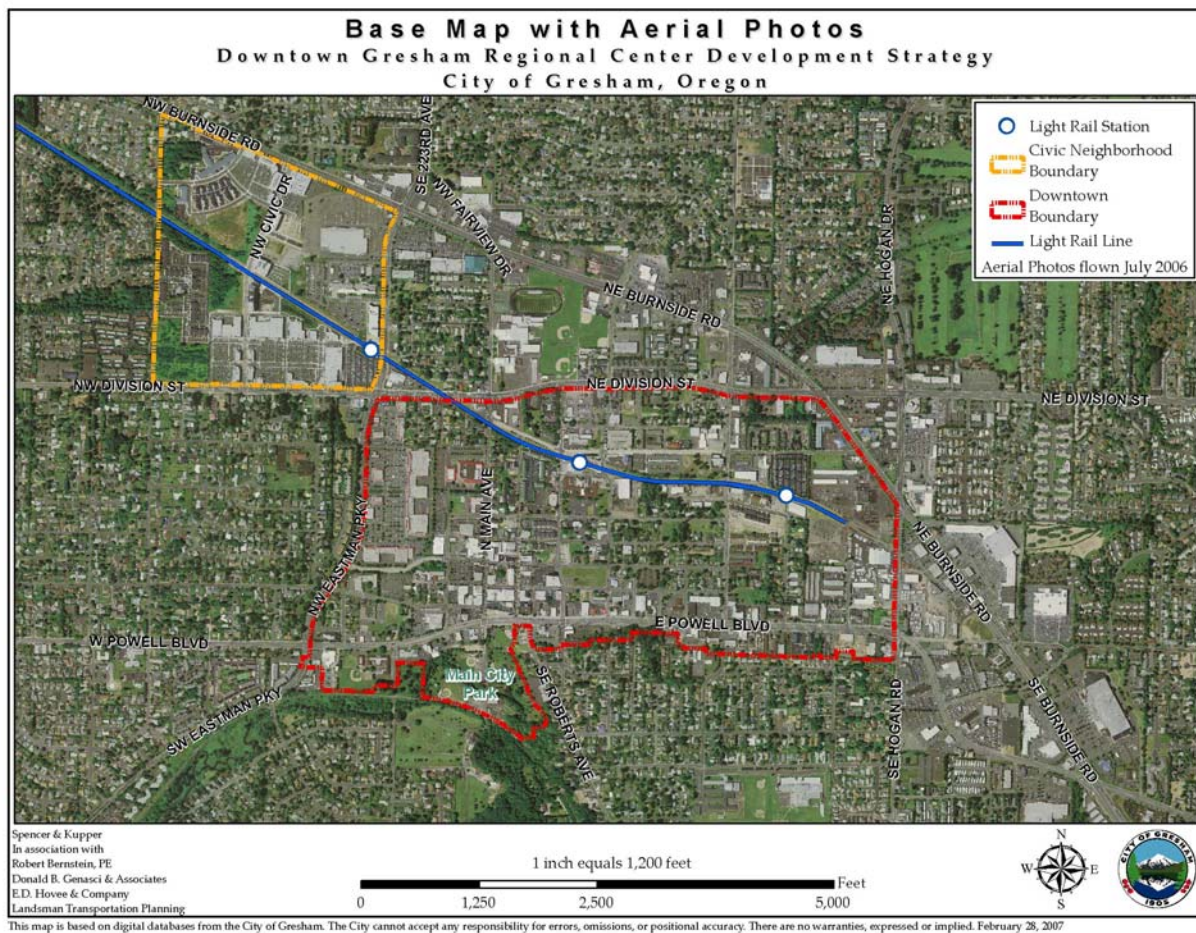 Base Map with Aerial Photos
Downtown Gresham Regional Center Development Strategy
City of Gresham, Oregon
NW BURNSIDE RD
SE 223RD AVE
NW CIVIC DR
NW FAIRVIEW DR
NE HOGAN DR
NE BURNSIDE RD
Light Rail Station
Civic Neighborhood
Boundary
Downtown
Boundary
Light Rail Line
Aerial Photos flown July 2006
NW DIVISION ST
NE DIVISION ST
NE DIVISION ST
NW EASTMAN PKY
N MAIN AVE
NE BURNSIDE RD
W POWELL BLVD
E POWELL BLVD
Main City
Park
SW EASTMAN PKY
SE ROBERTS AVE
SE HOGAN RD
SE BURNSIDE RD
Spencer & Kupper
In association with
Robert Bernstein, PE
Donald B. Genasci & Associates
E.D. Hovee & Company
Landsman Transportation Planning
1 inch equals 1,200 feet
Feet
0 1,250 2,500 5,000
N
W E
S
CITY OF GRESHAM
1905
This map is based on digital databases from the City of Gresham. The City cannot accept any responsibility for errors, omissions, or positional accuracy. There are no warranties, expressed or implied. February 28, 2007